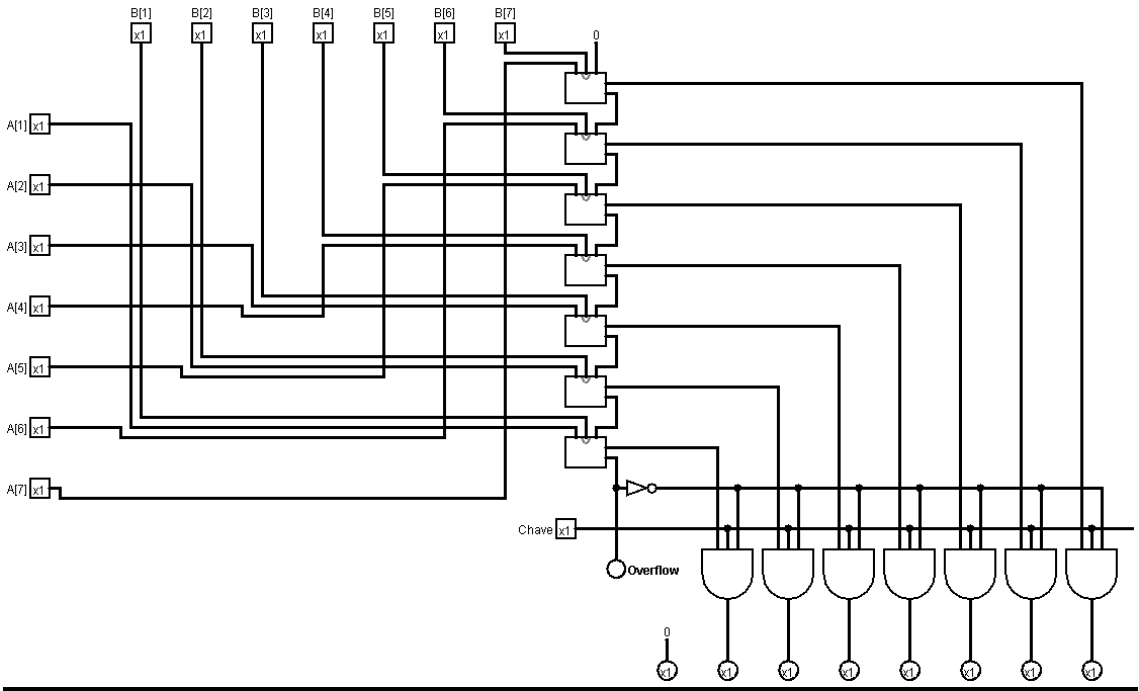 B[1] B[2] B[3] B[4] B[5] B[6] B[7]
x1 x1 x1 x1 x1 x1 x1 0
A[1] x1
A[2] x1
A[3] x1
A[4] x1
A[5] x1
A[6] x1
A[7] x1
Chave x1
Overflow
0
x1 x1 x1 x1 x1 x1 x1 x1